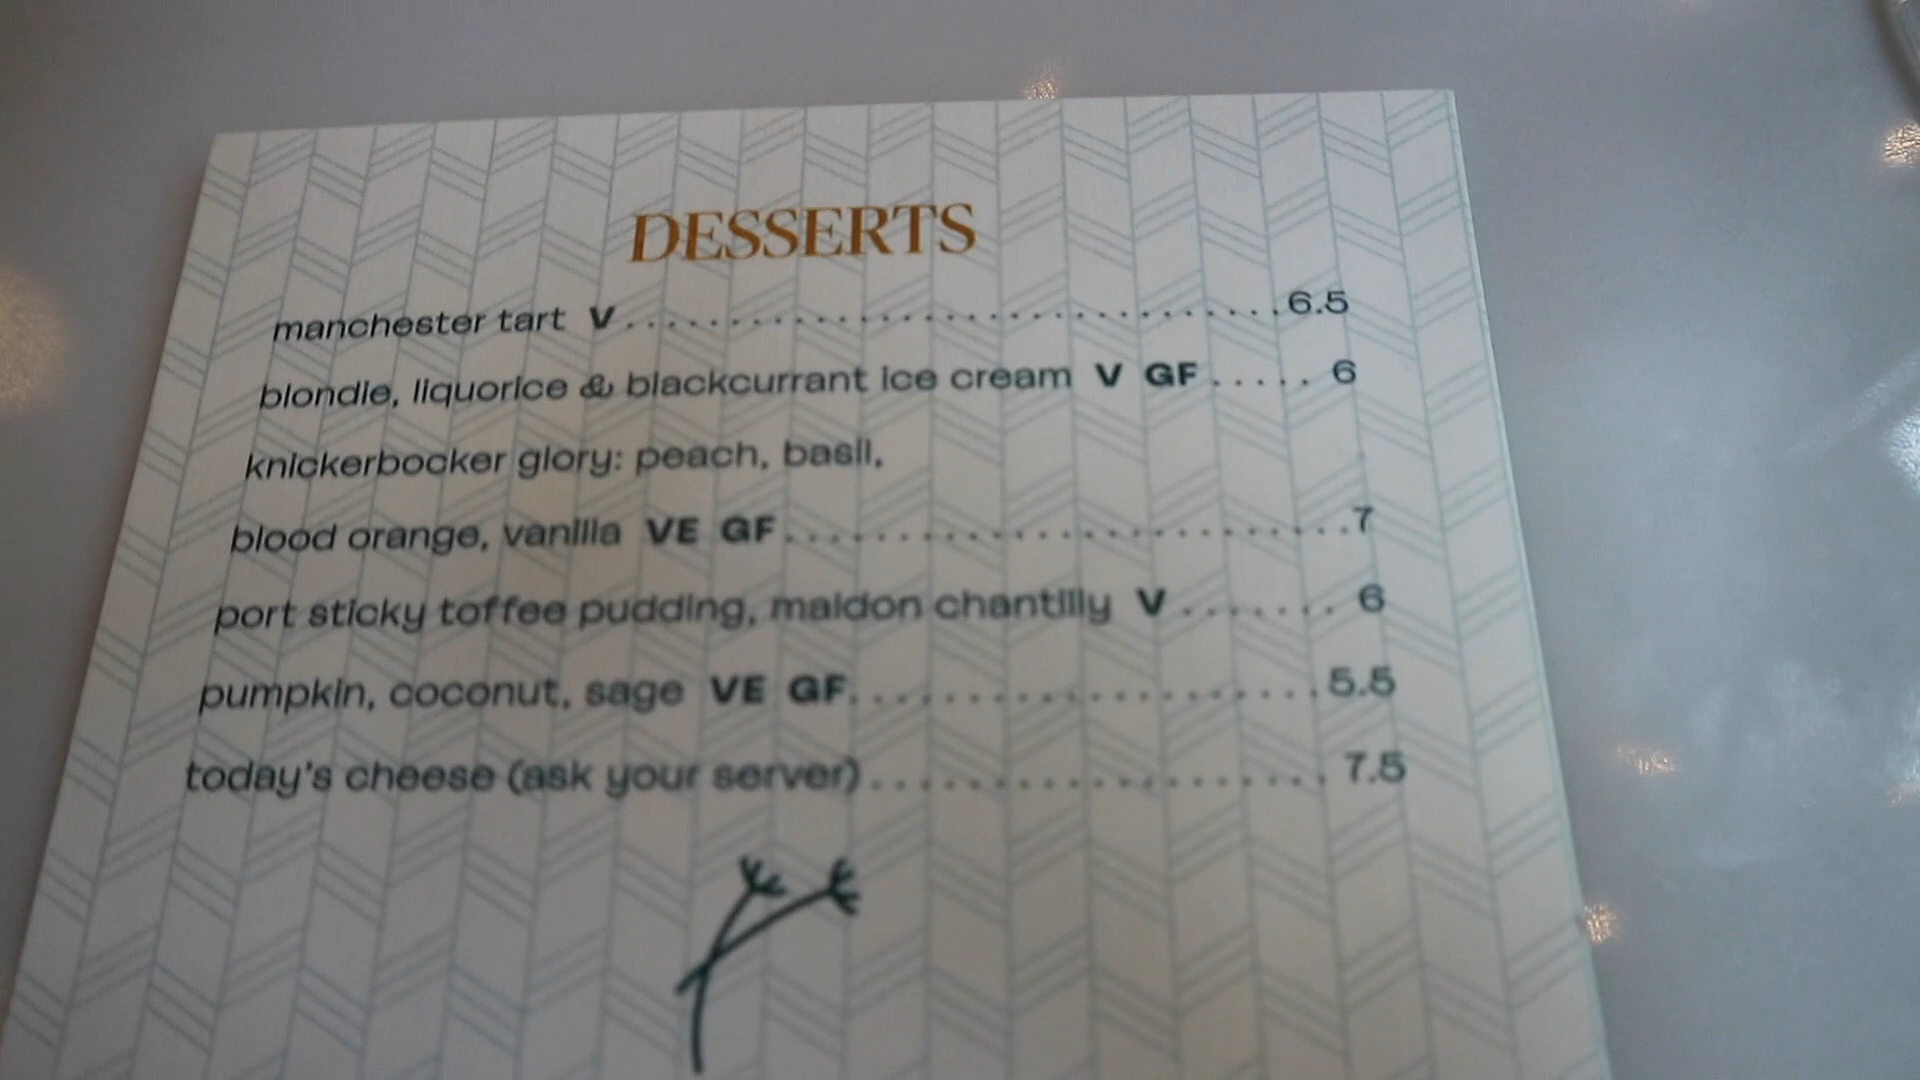 DESSERTS
manchester tart V....................................6.5
blondie, liquorice & blackcurrant ice cream V GF..... 6
knickerbocker glory: peach, basil,
blood orange, vanilla VE GF................................7
port sticky toffee pudding, maldon chantilly V........ 6
pumpkin, coconut, sage VE GF..........................5.5
today's cheese (ask your server)........................ 7.5